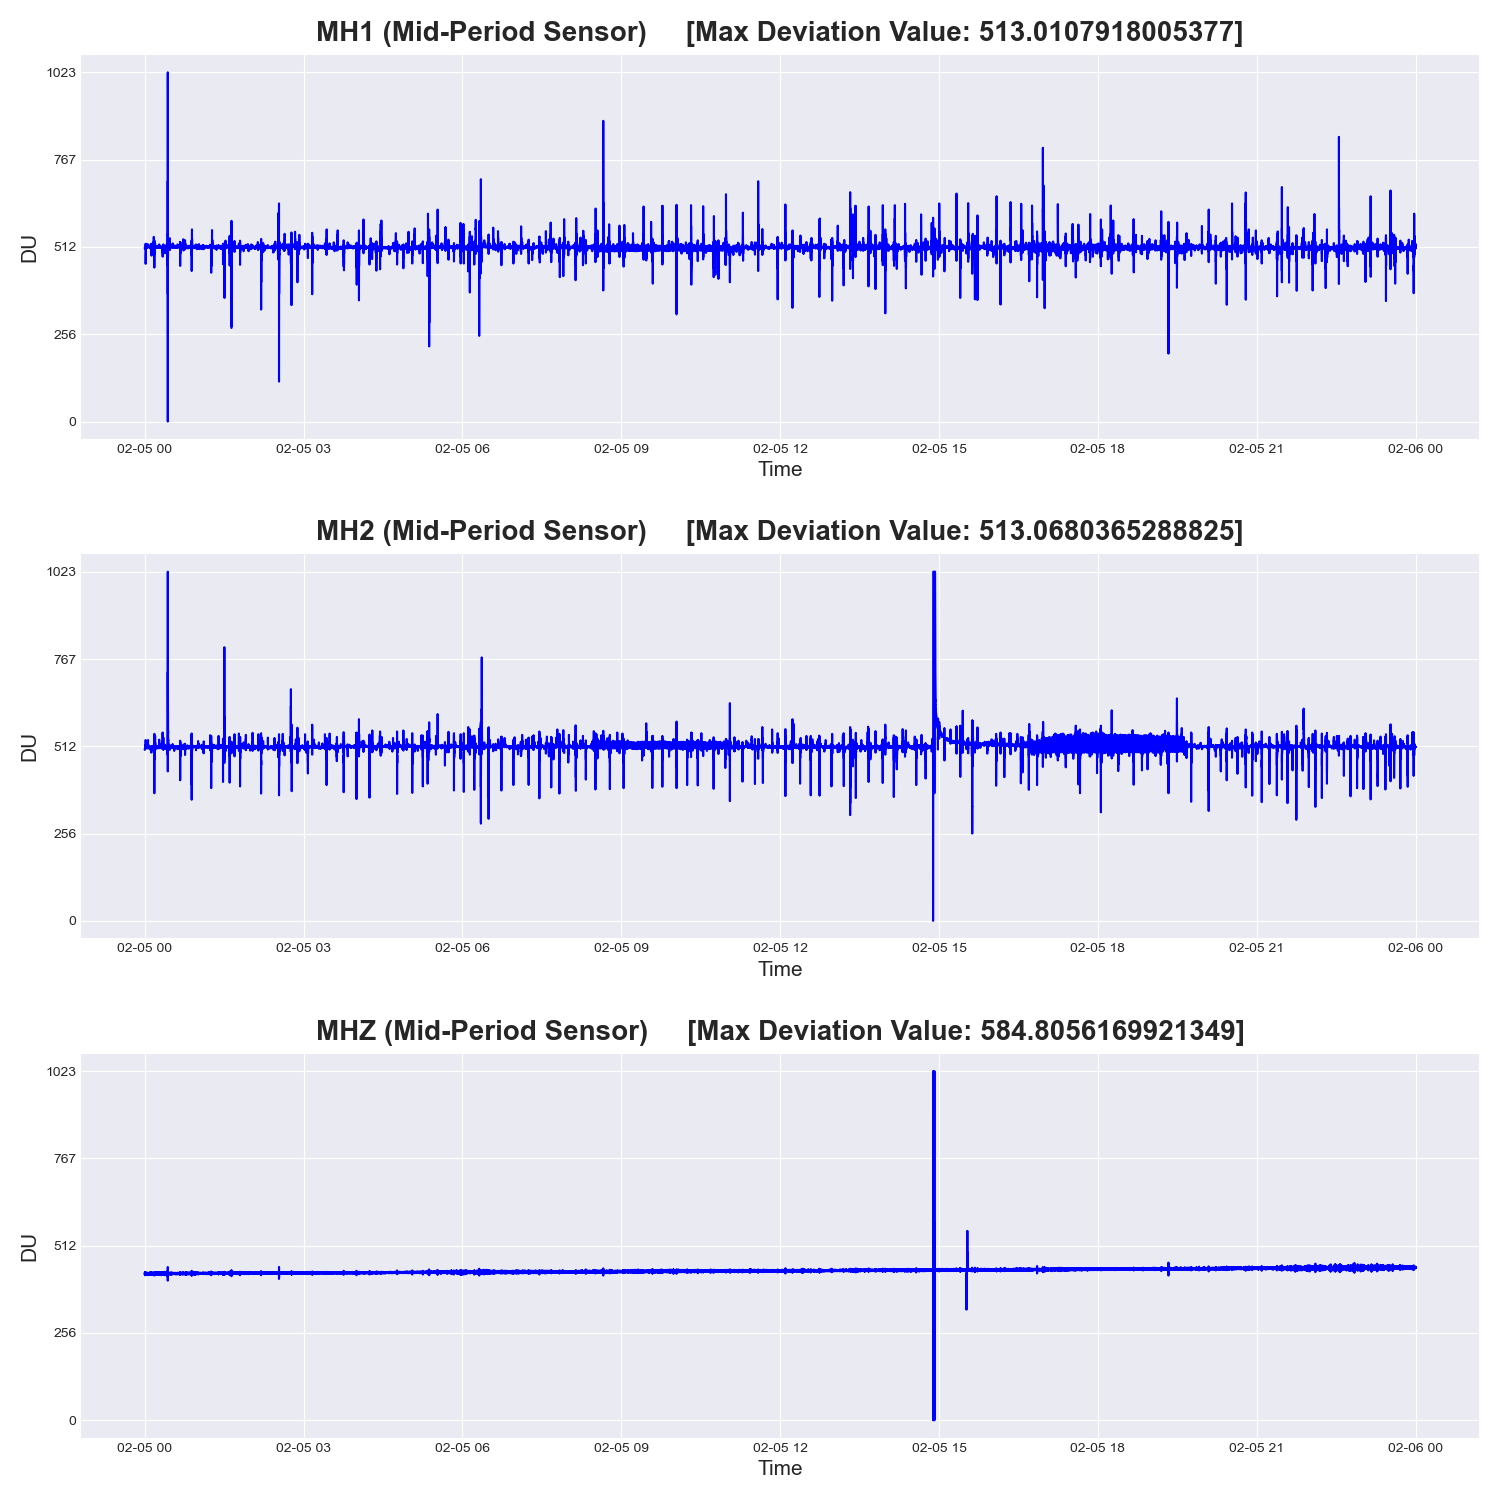 MH1 (Mid-Period Sensor) [Max Deviation Value: 513.0107918005377]
1023
767
512
256
0
DU
02-05 00 02-05 03 02-05 06 02-05 09 02-05 12 02-05 15 02-05 18 02-05 21 02-06 00
Time
MH2 (Mid-Period Sensor) [Max Deviation Value: 513.0680365288825]
1023
767
512
256
0
DU
02-05 00 02-05 03 02-05 06 02-05 09 02-05 12 02-05 15 02-05 18 02-05 21 02-06 00
Time
MHZ (Mid-Period Sensor) [Max Deviation Value: 584.8056169921349]
1023
767
512
256
0
DU
02-05 00 02-05 03 02-05 06 02-05 09 02-05 12 02-05 15 02-05 18 02-05 21 02-06 00
Time